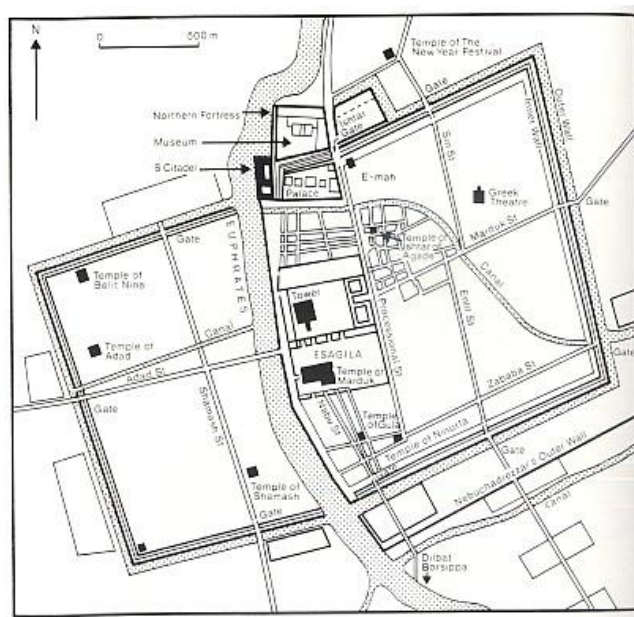 N
0 500 m
Temple of The
New Year Festival
Northern Fortress
Museum
S Citadel
Palace
Ishtar
Gate
Gate
Inner Wall
Outer Wall
E-mah
Sin St
Greek
Theatre
Gate
Marduk St
Temple of
Ishtar of
Agade
Canal
Gate
EUPHRATES
Temple of
Belit Nina
Canal
Temple of
Adad
Adad St
Gate
Shamash St
Tower
Processional St
Enlil St
ESAGILA
Temple of
Marduk
Zababa St
Gate
Nabu St
Temple
of Gula
Temple of Ninurta
Gate
Gate
Nebuchadrezzar's Outer Wall
canal
Temple of
Shamash
Gate
Dilbat
Borsippa